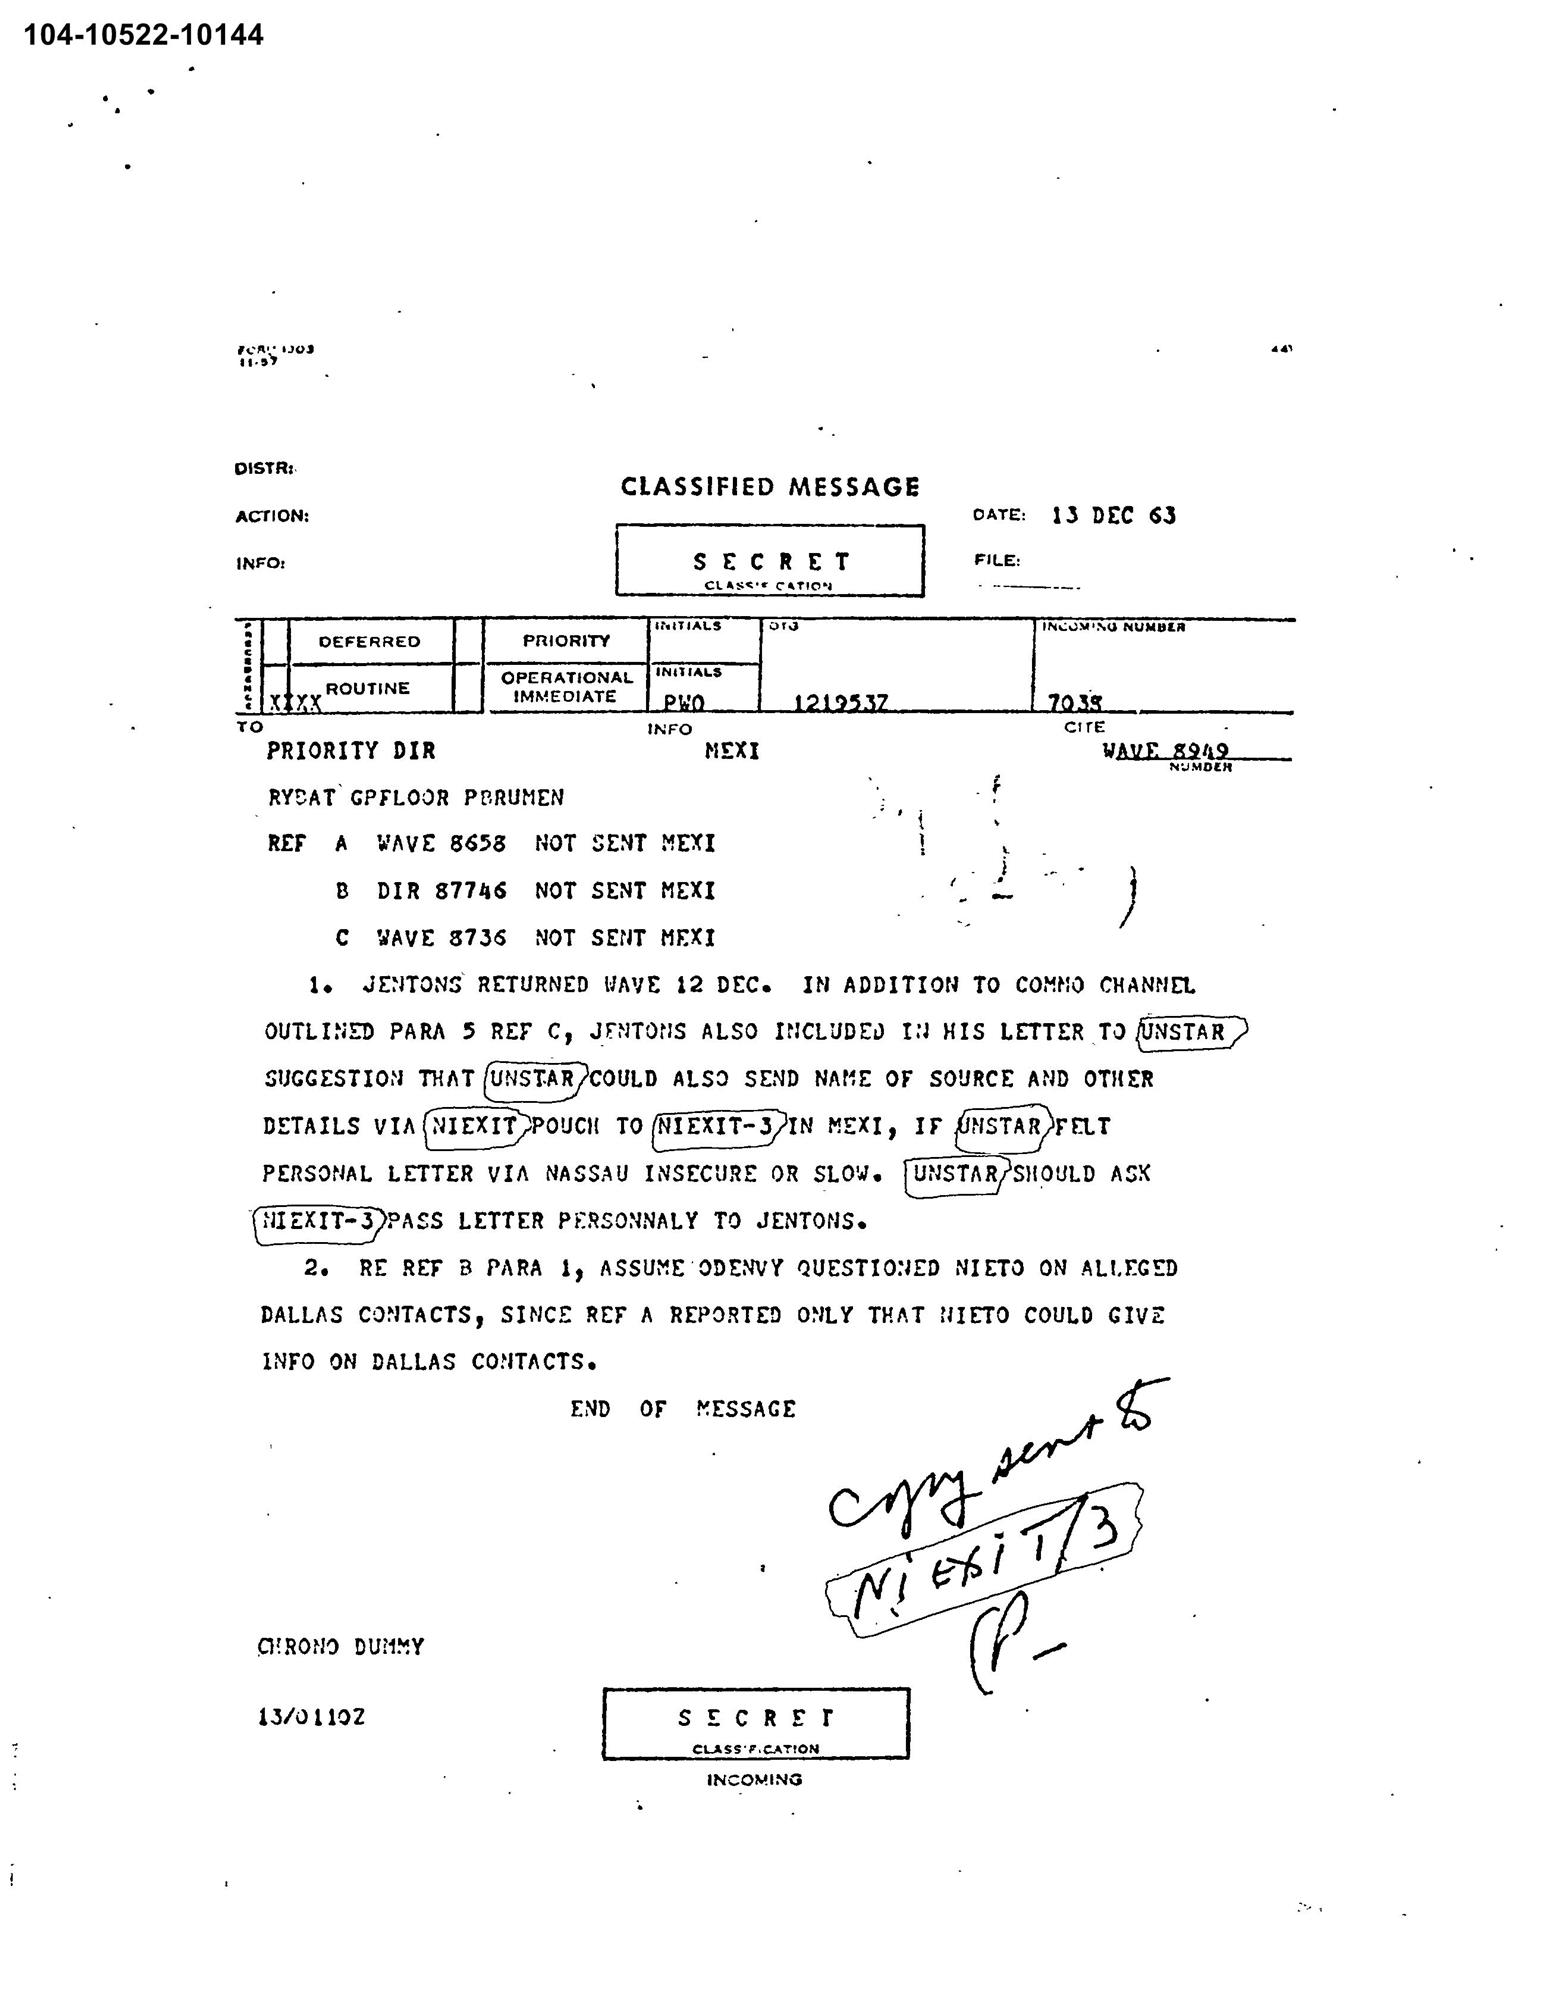 104-10522-10144
11-57
DISTR:
CLASSIFIED MESSAGE
ACTION:
DATE: 13 DEC 63
SECRET
INFO:
FILE:
CLASSIFICATION
DEFERRED
PRIORITY
INITIALS
DTG
INCOMING NUMBER
ROUTINE
OPERATIONAL
IMMEDIATE
INITIALS
XXXX
PWO
121953Z
7038
TO
INFO
CITE
PRIORITY DIR MEXI WAVE 8949
NUMBER
RYBAT GPFLOOR PBRUMEN
REF A WAVE 8658 NOT SENT MEXI
B DIR 87746 NOT SENT MEXI
C WAVE 8736 NOT SENT MEXI
1. JENTONS RETURNED WAVE 12 DEC. IN ADDITION TO COMMO CHANNEL
OUTLINED PARA 5 REF C, JENTONS ALSO INCLUDED IN HIS LETTER TO UNSTAR
SUGGESTION THAT UNSTAR COULD ALSO SEND NAME OF SOURCE AND OTHER
DETAILS VIA NIEXIT POUCH TO NIEXIT-3 IN MEXI, IF UNSTAR FELT
PERSONAL LETTER VIA NASSAU INSECURE OR SLOW. UNSTAR SHOULD ASK
NIEXIT-3 PASS LETTER PERSONNALY TO JENTONS.
2. RE REF B PARA 1, ASSUME ODENVY QUESTIONED NIETO ON ALLEGED
DALLAS CONTACTS, SINCE REF A REPORTED ONLY THAT NIETO COULD GIVE
INFO ON DALLAS CONTACTS.
END OF MESSAGE
Copy sent to
NIEXIT/3
CHRONO DUMMY
13/0110Z
SECRET
CLASSIFICATION
INCOMING